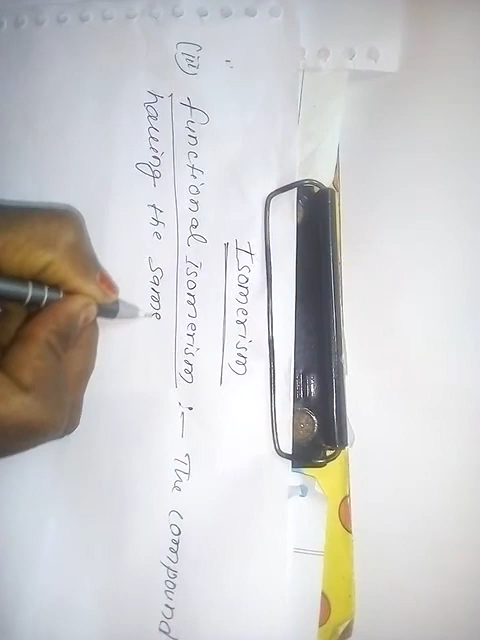 Isomerism
(iii) functional Isomerism :- The compound
having the same